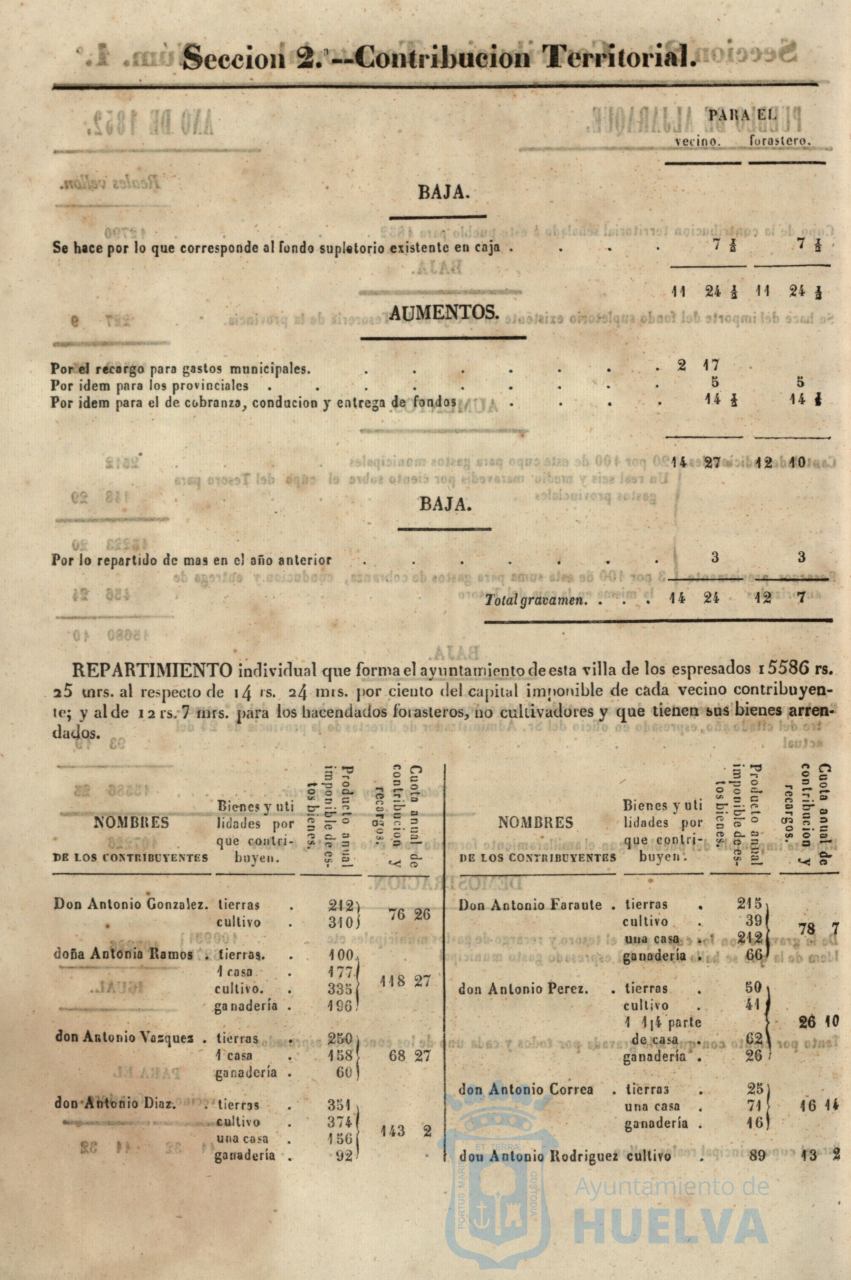 Seccion 2.ª--Contribucion Territorial.
PARA EL
vecino. forastero.
BAJA.
Se hace por lo que corresponde al fondo supletorio existente en caja . . . . 7 ½ 7 ½
11 24 ½ 11 24 ½
AUMENTOS.
Por el recargo para gastos municipales. . . . . . . . 2 17
Por idem para los provinciales . . . . . . . . . 5 5
Por idem para el de cobranza, conducion y entrega de fondos . . . . 14 ½ 14 ½
14 27 12 10
BAJA.
Por lo repartido de mas en el año anterior . . . . . . . 3 3
Total gravamen. . . . 14 24 12 7
REPARTIMIENTO individual que forma el ayuntamiento de esta villa de los espresados 15586 rs.
25 mrs. al respecto de 14 rs. 24 mrs. por ciento del capital imponible de cada vecino contribuyen-
te; y al de 12 rs. 7 mrs. para los hacendados forasteros, no cultivadores y que tienen sus bienes arren-
dados.
NOMBRES
DE LOS CONTRIBUYENTES
Bienes y uti
lidades por
que contri-
buyen.
Producto anual
imponible de es-
tos bienes.
Cuota anual de
contribucion y
recargos.
Don Antonio Gonzalez. tierras . 212
cultivo . 310 76 26
doña Antonia Ramos . tierras. . 100
1 casa . 177
cultivo. . 335 118 27
ganadería . 196
don Antonio Vazquez . tierras . 250
1 casa . 158 68 27
ganadería . 60
don Antonio Diaz. . tierras . 351
cultivo . 374
una casa . 156 143 2
ganadería . 92
NOMBRES
DE LOS CONTRIBUYENTES
Bienes y uti
lidades por
que contri-
buyen.
Producto anual
imponible de es-
tos bienes.
Cuota anual de
contribucion y
recargos.
Don Antonio Faraute . tierras . 215
cultivo . 39
una casa . 212 78 7
ganadería . 66
don Antonio Perez. . tierras . 50
cultivo . 41
1 1|4 parte
de casa . 62 26 10
ganadería . 26
don Antonio Correa . tierras . 25
una casa . 71 16 14
ganadería . 16
don Antonio Rodriguez cultivo . 89 13 2
Ayuntamiento de
HUELVA